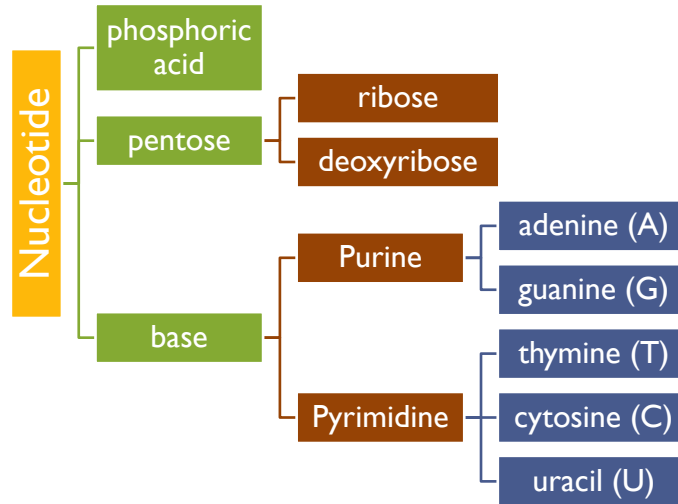 Nucleotide
phosphoric
acid
pentose
ribose
deoxyribose
base
Purine
adenine (A)
guanine (G)
Pyrimidine
thymine (T)
cytosine (C)
uracil (U)